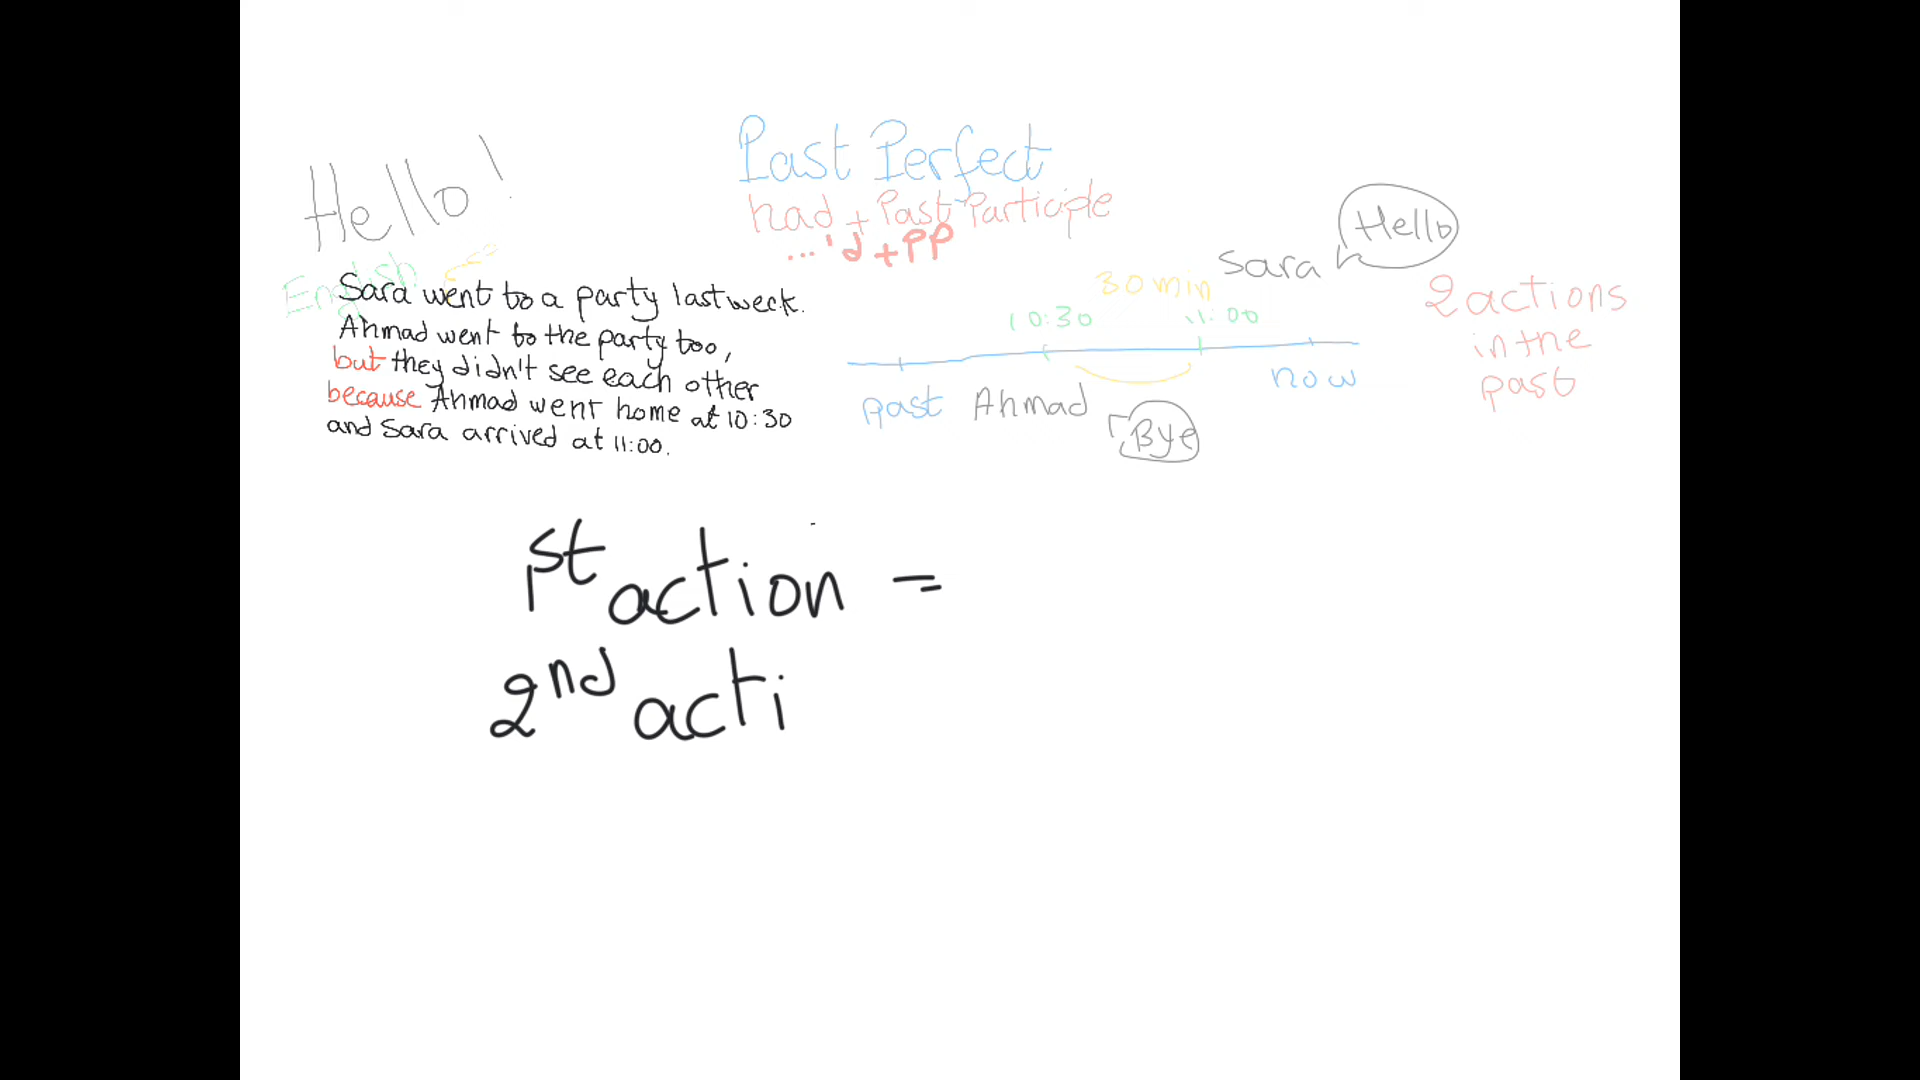 Hello!
English
Sara went to a party last week.
Ahmad went to the party too,
but they didn't see each other
because Ahmad went home at 10:30
and Sara arrived at 11:00.
Past Perfect
had + Past Participle
...'d + PP
Sara
Hello
30 min
10:30
11:00
past
Ahmad
Bye
now
2 actions
in the
past
1st action =
2nd acti